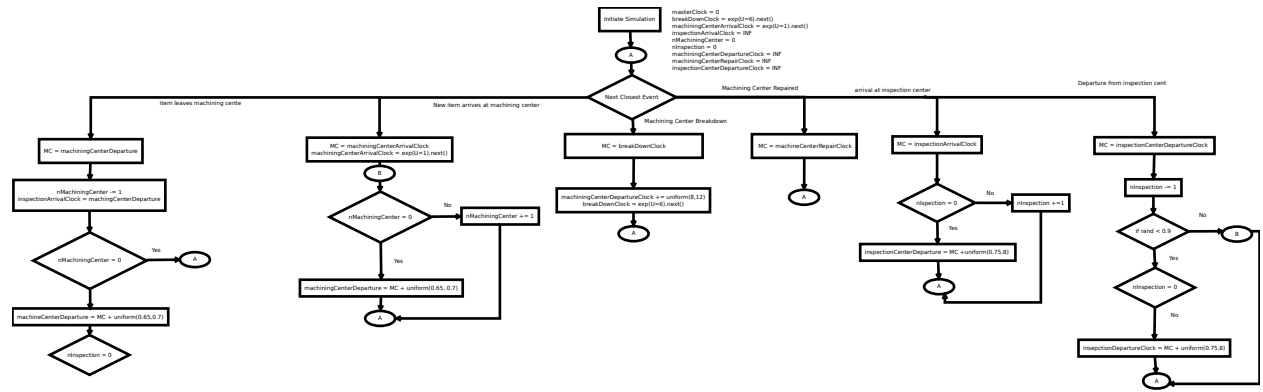 Initiate Simulation
masterClock = 0
breakDownClock = exp(U=6).next()
machiningCenterArrivalClock = exp(U=1).next()
inspectionArrivalClock = INF
nMachiningCenter = 0
nInspection = 0
machiningCenterDepartureClock = INF
machiningCenterRepairClock = INF
inspectionCenterDepartureClock = INF
A
Next Closest Event
item leaves machining cente
New item arrives at machining center
Machining Center Breakdown
Machining Center Repaired
arrival at inspection center
Departure from inspection cent
MC = machiningCenterDeparture
nMachiningCenter -= 1
inspectionArrivalClock = machingCenterDeparture
nMachiningCenter = 0
Yes
A
machineCenterDeparture = MC + uniform(0.65,0.7)
nInspection = 0
MC = machiningCenterArrivalClock
machiningCenterArrivalClock = exp(U=1).next()
B
nMachiningCenter = 0
No
nMachiningCenter += 1
Yes
machiningCenterDeparture = MC + uniform(0.65, 0.7)
A
MC = breakDownClock
machiningCenterDepartureClock += uniform(8,12)
breakDownClock = exp(U=6).next()
A
MC = machineCenterRepairClock
A
MC = inspectionArrivalClock
nInspection = 0
No
nInspection +=1
Yes
inspectionCenterDeparture = MC +uniform(0.75,8)
A
MC = inspectionCenterDepartureClock
nInspection -= 1
if rand < 0.9
No
B
Yes
nInspection = 0
No
insepctionDepartureClock = MC + uniform(0.75,8)
A